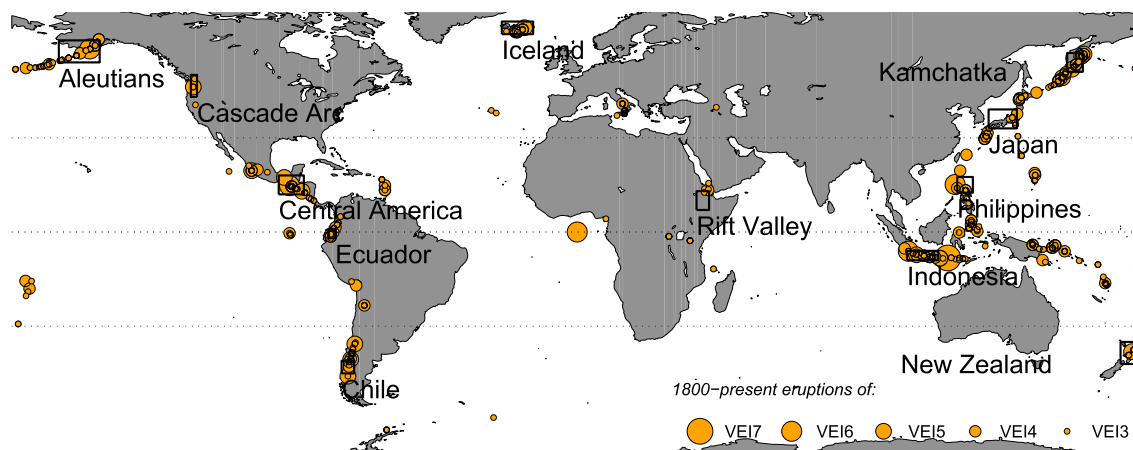 Iceland
Aleutians
Kamchatka
Cascade Arc
Japan
Central America
Philippines
Rift Valley
Ecuador
Indonesia
New Zealand
Chile
1800−present eruptions of:
VEI7 VEI6 VEI5 VEI4 VEI3